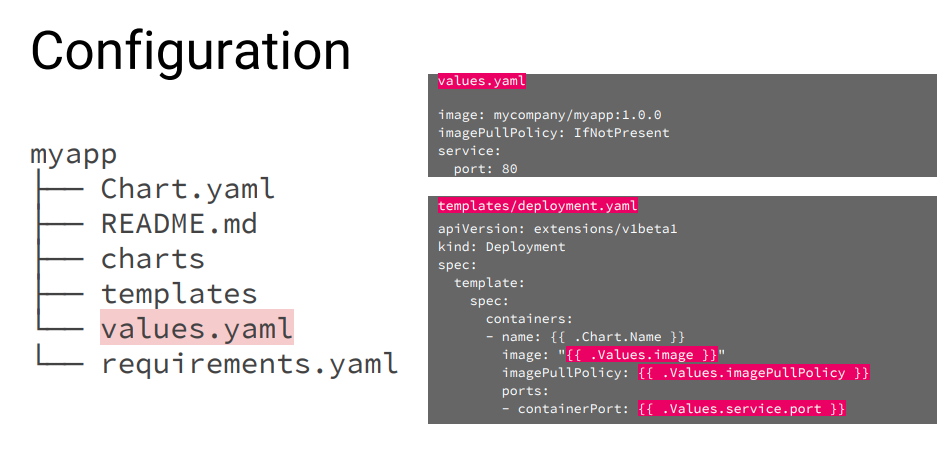 Configuration
myapp
├── Chart.yaml
├── README.md
├── charts
├── templates
└── values.yaml
└── requirements.yaml
values.yaml
image: mycompany/myapp:1.0.0
imagePullPolicy: IfNotPresent
service:
  port: 80
templates/deployment.yaml
apiVersion: extensions/v1beta1
kind: Deployment
spec:
  template:
    spec:
      containers:
      - name: {{ .Chart.Name }}
        image: "{{ .Values.image }}"
        imagePullPolicy: {{ .Values.imagePullPolicy }}
        ports:
        - containerPort: {{ .Values.service.port }}